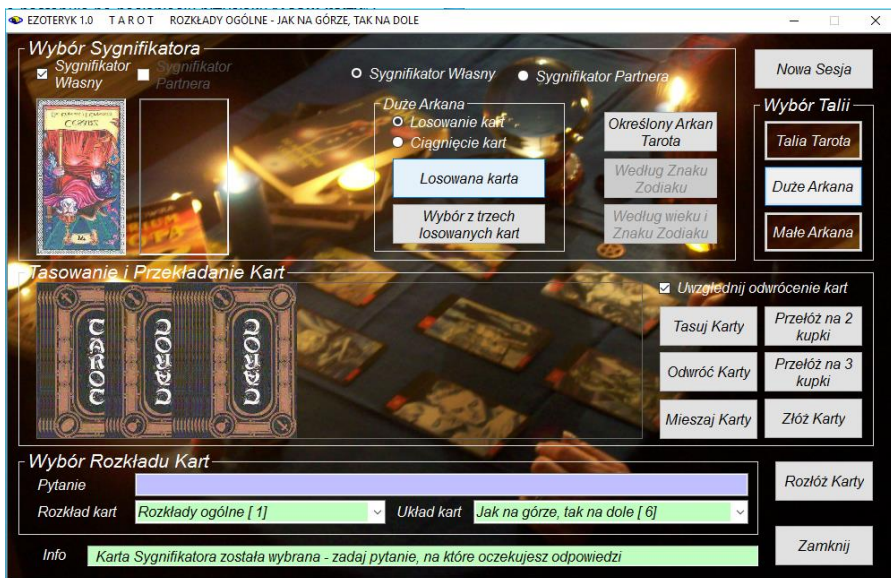 EZOTERYK 1.0 T A R O T ROZKŁADY OGÓLNE - JAK NA GÓRZE, TAK NA DOLE
Wybór Sygnifikatora
Sygnifikator Własny
Sygnifikator Partnera
Sygnifikator Własny
Sygnifikator Partnera
Duże Arkana
Losowanie kart
Ciągnięcie kart
Losowana karta
Wybór z trzech
losowanych kart
Określony Arkan
Tarota
Według Znaku
Zodiaku
Według wieku i
Znaku Zodiaku
Nowa Sesja
Wybór Talii
Talia Tarota
Duże Arkana
Małe Arkana
Tasowanie i Przekładanie Kart
CAROC
Uwzględnij odwrócenie kart
Tasuj Karty
Przełóż na 2
kupki
Odwróć Karty
Przełóż na 3
kupki
Mieszaj Karty
Złóż Karty
Wybór Rozkładu Kart
Pytanie
Rozkład kart
Rozkłady ogólne [ 1]
Układ kart
Jak na górze, tak na dole [ 6]
Rozłóż Karty
Info
Karta Sygnifikatora została wybrana - zadaj pytanie, na które oczekujesz odpowiedzi
Zamknij